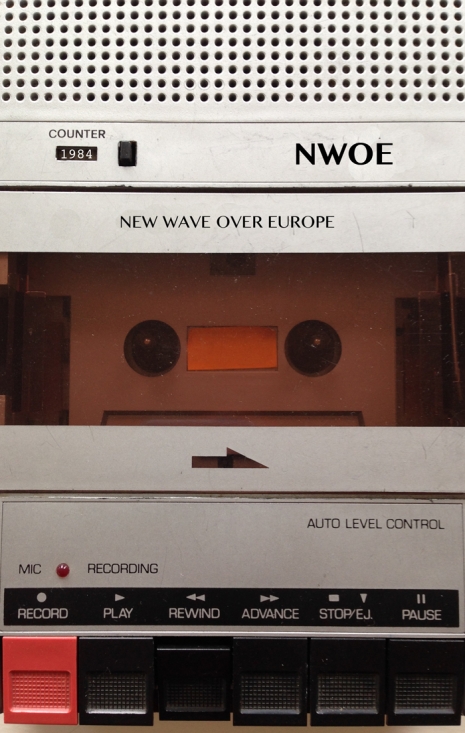 COUNTER
1984
NWOE
NEW WAVE OVER EUROPE
AUTO LEVEL CONTROL
MIC RECORDING
RECORD PLAY REWIND ADVANCE STOP/EJ. PAUSE